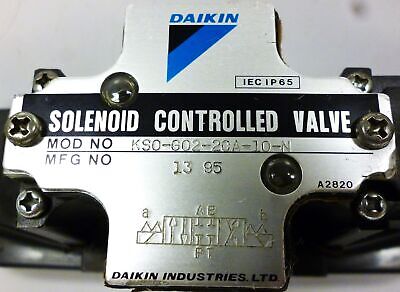 DAIKIN
IEC IP65
SOLENOID CONTROLLED VALVE
MOD NO KSO-G02-2CA-10-N
MFG NO 13 95
A2820
a AB b
PT
DAIKIN INDUSTRIES. LTD.